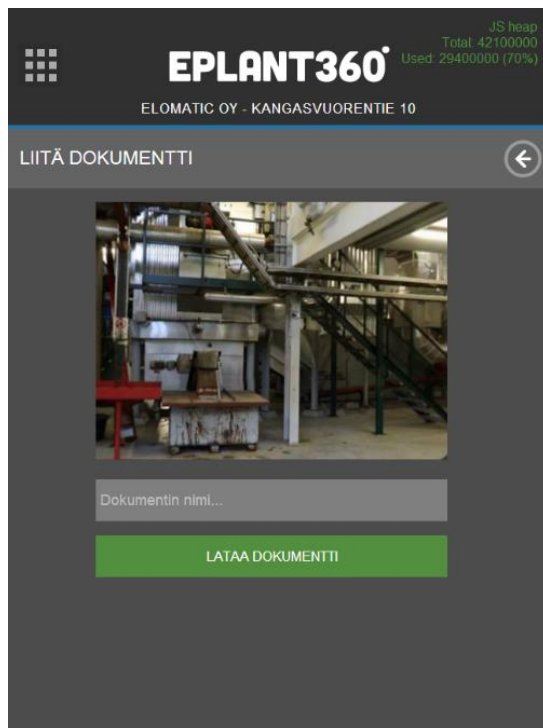 JS heap
Total: 42100000
Used: 29400000 (70%)
EPLANT360°
ELOMATIC OY - KANGASVUORENTIE 10
LIITÄ DOKUMENTTI
Dokumentin nimi...
LATAA DOKUMENTTI